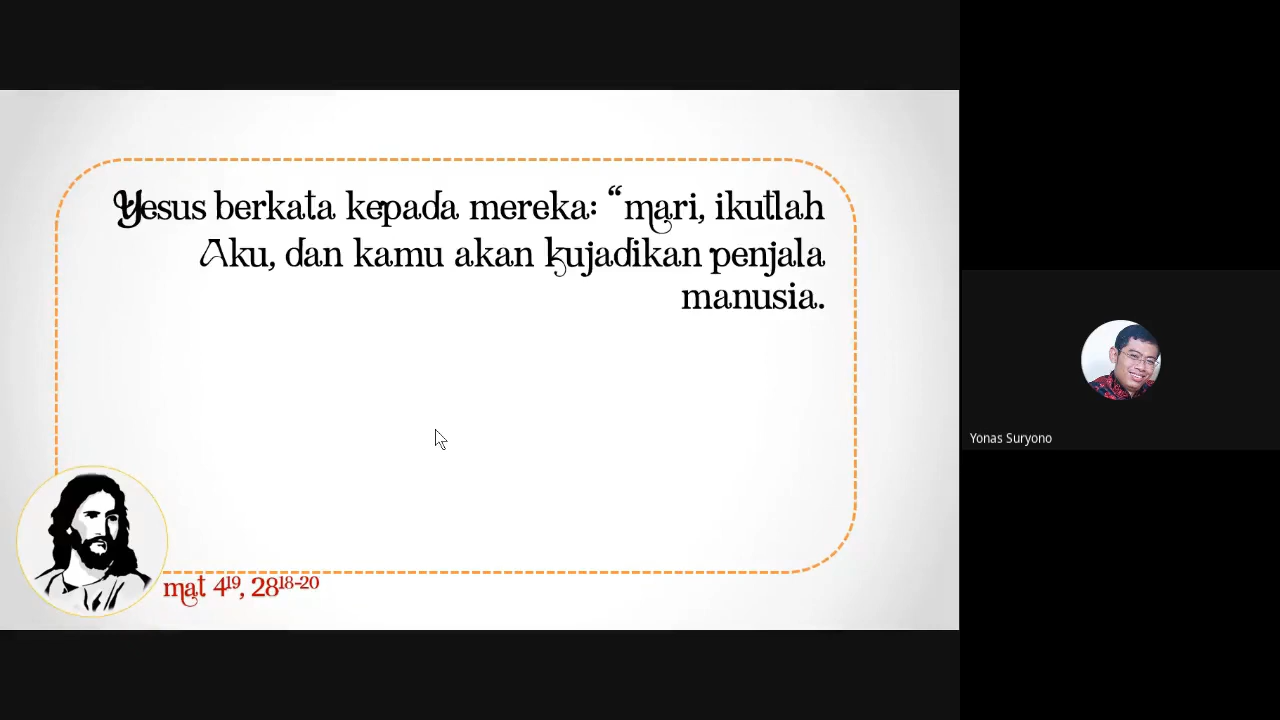 Yesus berkata kepada mereka: “mari, ikutlah
Aku, dan kamu akan kujadikan penjala
manusia.
mat 4¹⁹, 28¹⁸⁻²⁰
Yonas Suryono